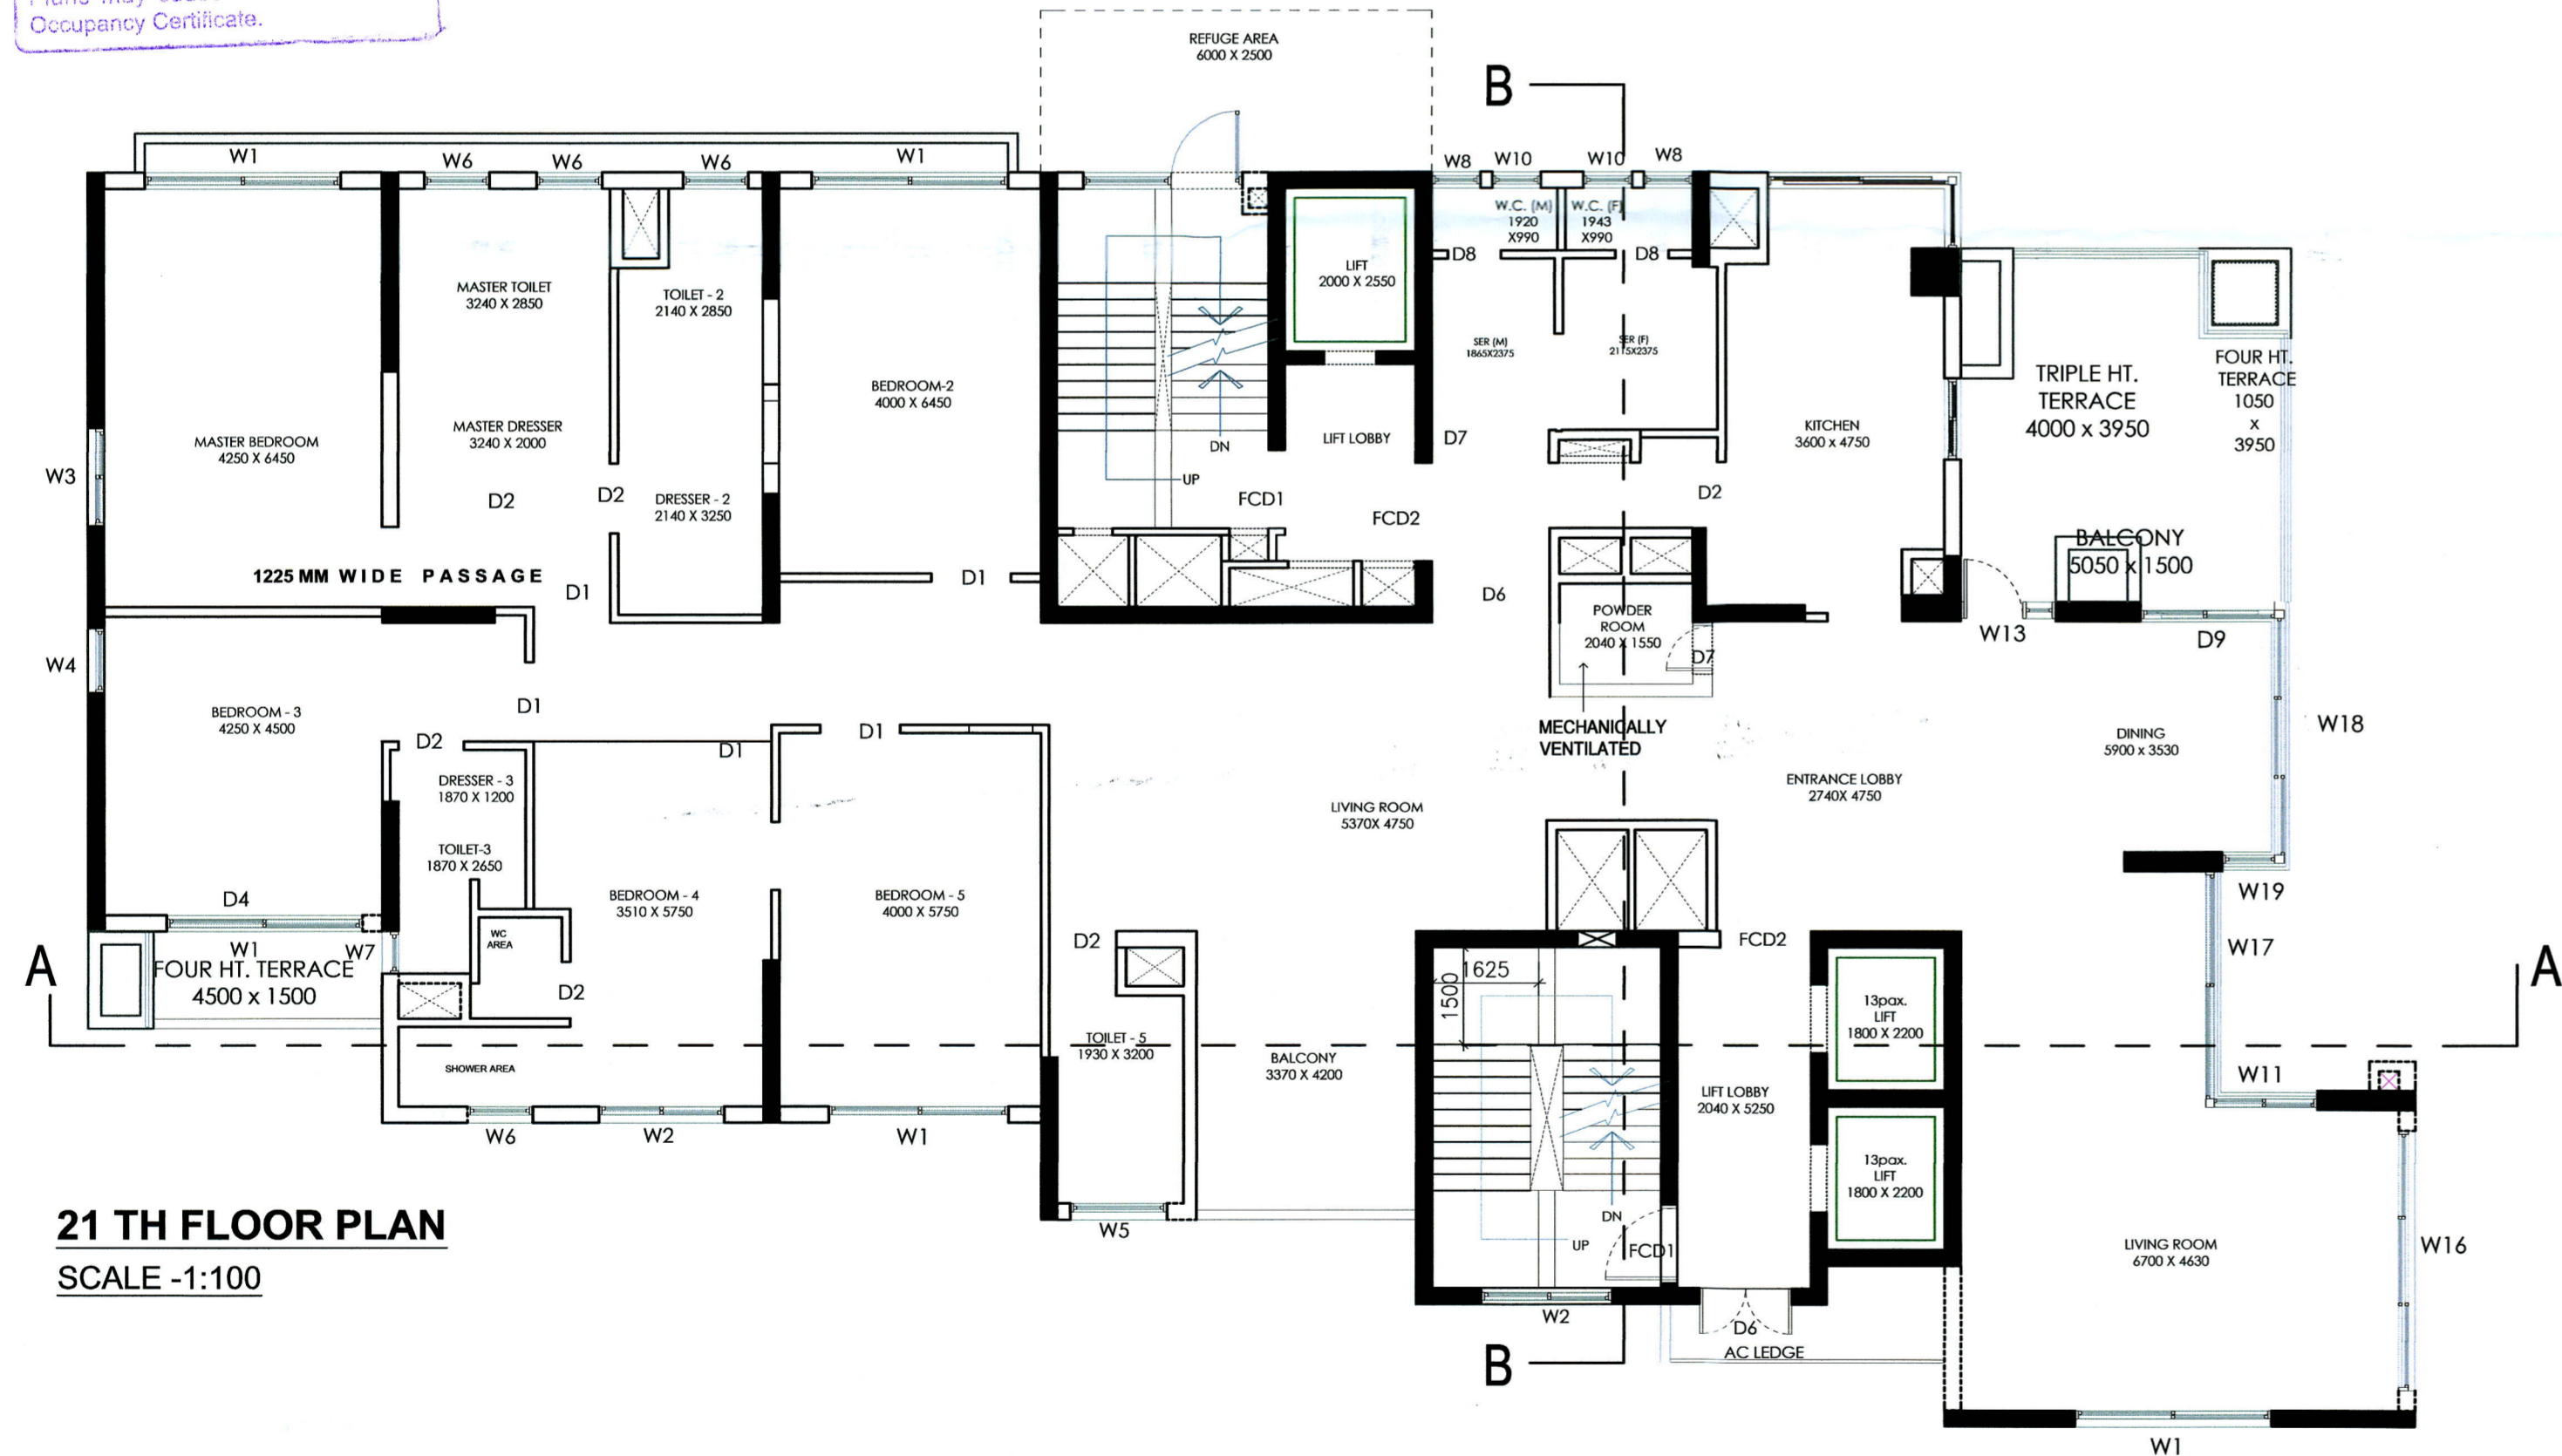 Occupancy Certificate.
REFUGE AREA
6000 X 2500
B
W1
W6
W6
W6
W1
W8
W10
W10
W8
W.C. (M)
1920
X990
W.C. (F)
1943
X990
D8
D8
LIFT
2000 X 2550
MASTER TOILET
3240 X 2850
TOILET - 2
2140 X 2850
SER (M)
1865X2375
SER (F)
2115X2375
BEDROOM-2
4000 X 6450
TRIPLE HT.
TERRACE
4000 x 3950
FOUR HT.
TERRACE
1050
x
3950
MASTER BEDROOM
4250 X 6450
MASTER DRESSER
3240 X 2000
LIFT LOBBY
D7
KITCHEN
3600 x 4750
DN
UP
W3
D2
D2
DRESSER - 2
2140 X 3250
FCD1
FCD2
D2
BALCONY
5050 x 1500
1225 MM WIDE PASSAGE
D1
D1
D6
POWDER
ROOM
2040 X 1550
D7
W13
D9
W4
BEDROOM - 3
4250 X 4500
D1
D2
D1
D1
MECHANICALLY
VENTILATED
W18
DINING
5900 x 3530
DRESSER - 3
1870 X 1200
ENTRANCE LOBBY
2740X 4750
LIVING ROOM
5370X 4750
TOILET-3
1870 X 2650
BEDROOM - 4
3510 X 5750
BEDROOM - 5
4000 X 5750
W19
D4
W1
W7
WC
AREA
D2
FCD2
W17
A
FOUR HT. TERRACE
4500 x 1500
D2
1625
1500
13pax.
LIFT
1800 X 2200
A
TOILET - 5
1930 X 3200
BALCONY
3370 X 4200
SHOWER AREA
LIFT LOBBY
2040 X 5250
W11
W6
W2
W1
13pax.
LIFT
1800 X 2200
21 TH FLOOR PLAN
SCALE -1:100
W5
DN
UP
FCD1
LIVING ROOM
6700 X 4630
W16
W2
D6
AC LEDGE
B
W1